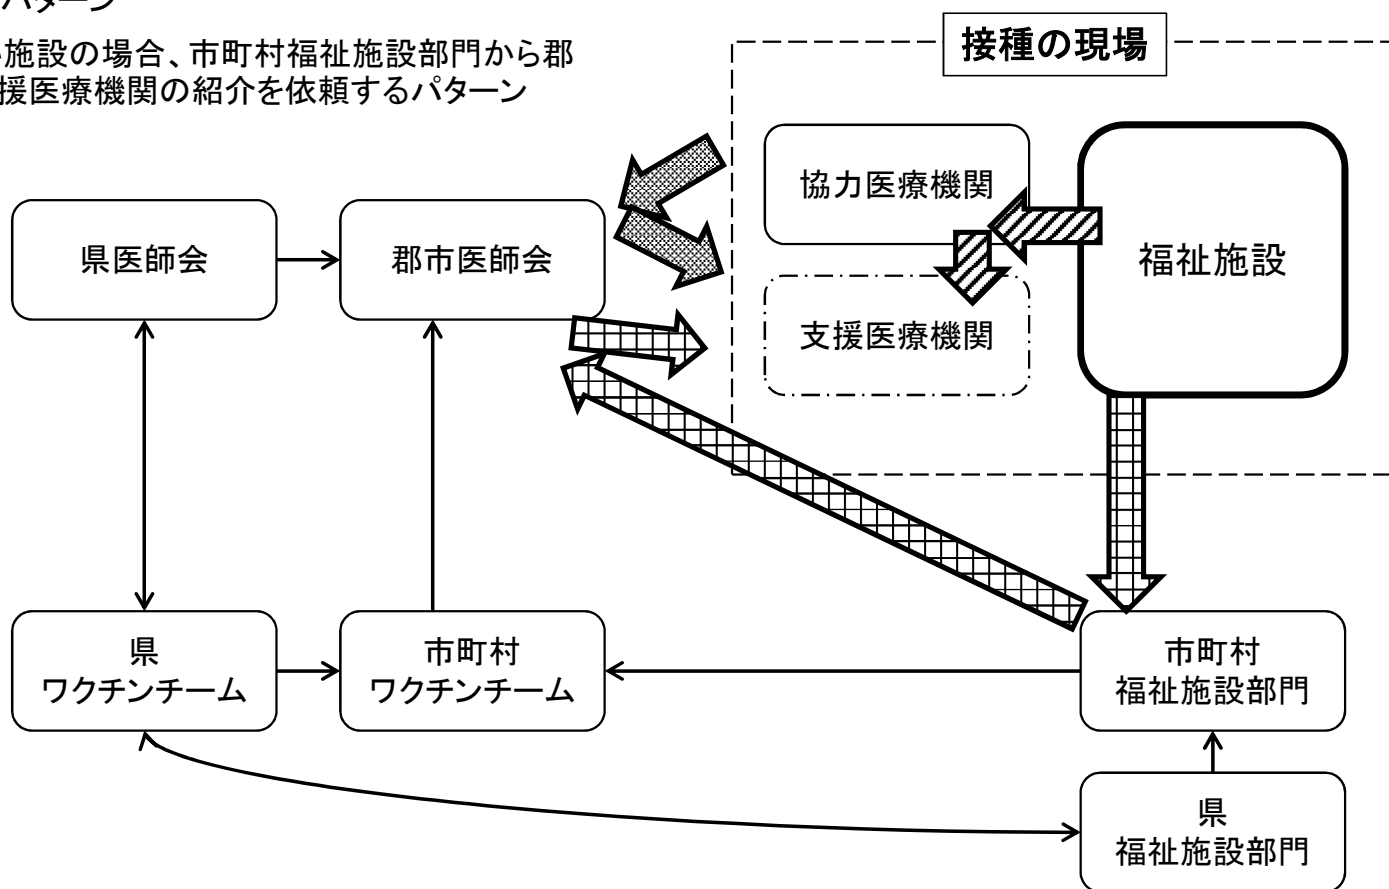 パターン
施設の場合、市町村福祉施設部門から郡
援医療機関の紹介を依頼するパターン
接種の現場
協力医療機関
福祉施設
県医師会
郡市医師会
支援医療機関
県
ワクチンチーム
市町村
ワクチンチーム
市町村
福祉施設部門
県
福祉施設部門